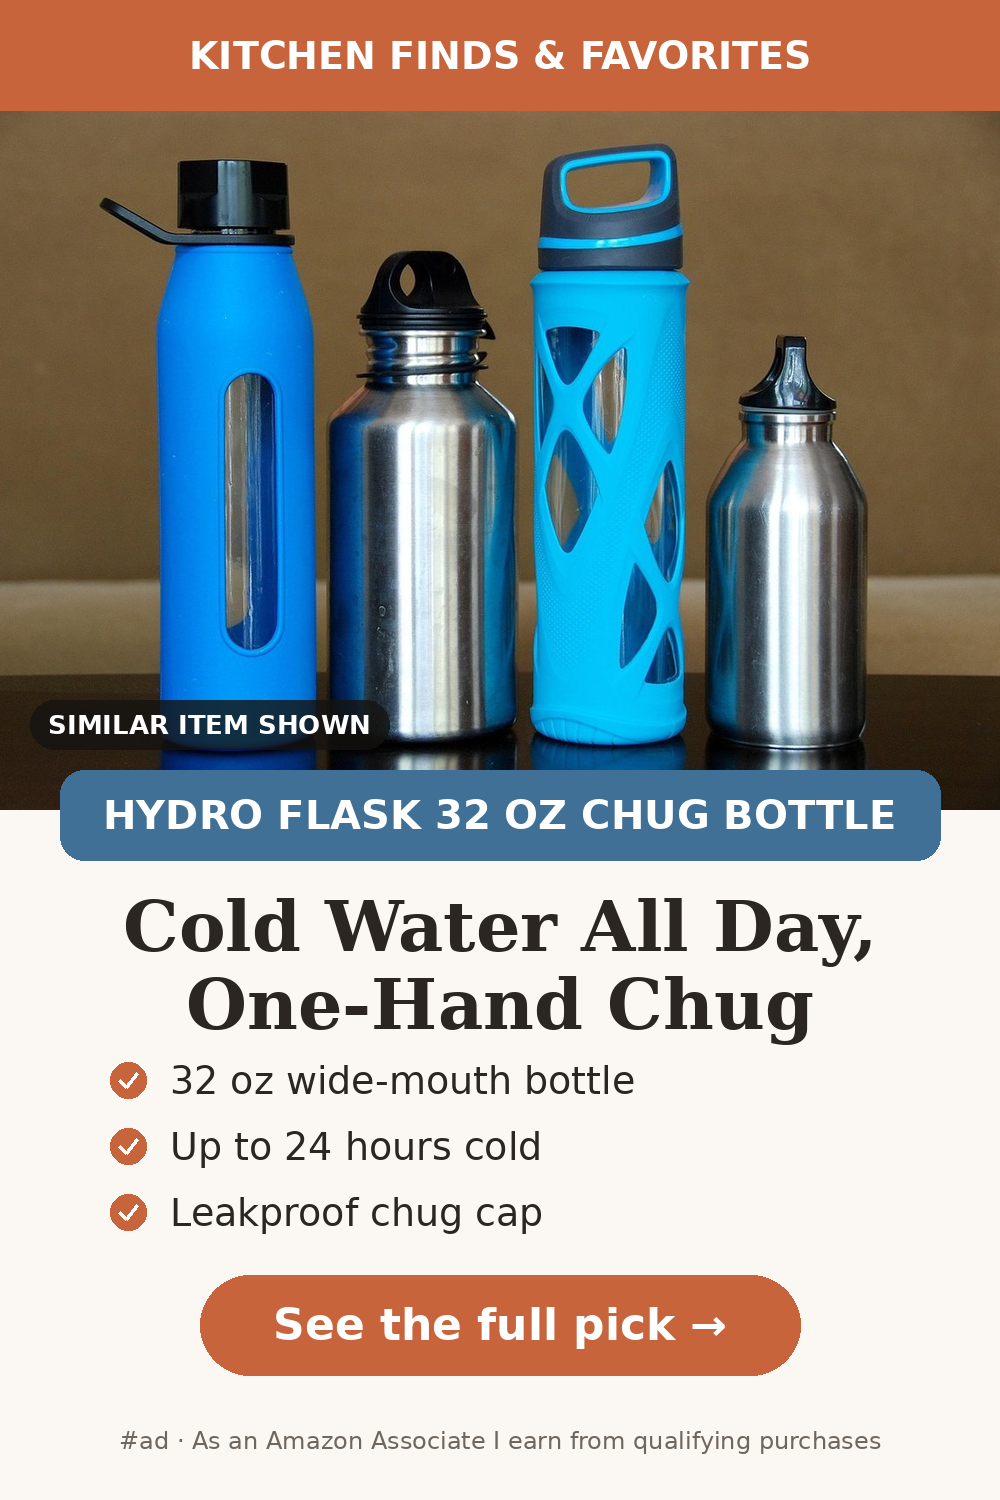 KITCHEN FINDS & FAVORITES
SIMILAR ITEM SHOWN
HYDRO FLASK 32 OZ CHUG BOTTLE
Cold Water All Day,
One-Hand Chug
32 oz wide-mouth bottle
Up to 24 hours cold
Leakproof chug cap
See the full pick →
#ad · As an Amazon Associate I earn from qualifying purchases